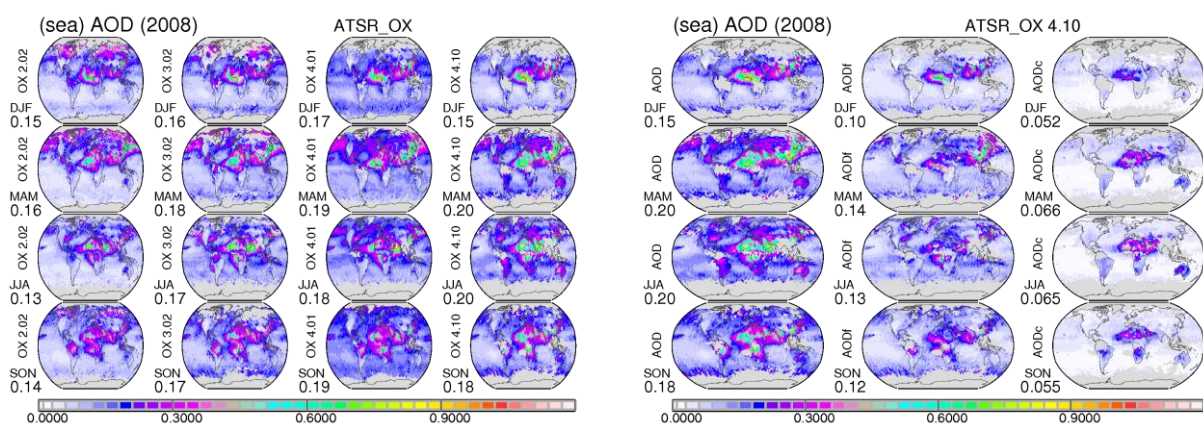 (sea) AOD (2008) ATSR_OX
OX 2.02 OX 3.02 OX 4.01 OX 4.10
DJF DJF DJF DJF
0.15 0.16 0.17 0.15
OX 2.02 OX 3.02 OX 4.01 OX 4.10
MAM MAM MAM MAM
0.16 0.18 0.19 0.20
OX 2.02 OX 3.02 OX 4.01 OX 4.10
JJA JJA JJA JJA
0.13 0.17 0.18 0.20
OX 2.02 OX 3.02 OX 4.01 OX 4.10
SON SON SON SON
0.14 0.17 0.19 0.18
0.0000 0.3000 0.6000 0.9000
(sea) AOD (2008) ATSR_OX 4.10
AOD AODf AODc
DJF DJF DJF
0.15 0.10 0.052
AOD AODf AODc
MAM MAM MAM
0.20 0.14 0.066
AOD AODf AODc
JJA JJA JJA
0.20 0.13 0.065
AOD AODf AODc
SON SON SON
0.18 0.12 0.055
0.0000 0.3000 0.6000 0.9000